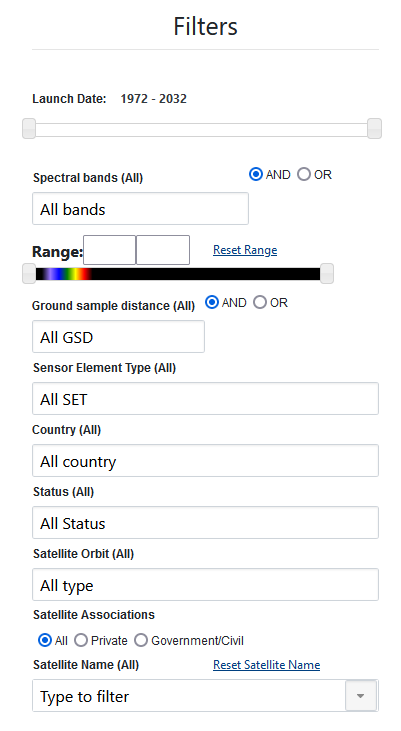 Filters
Launch Date: 1972 - 2032
Spectral bands (All) AND OR
All bands
Range: Reset Range
Ground sample distance (All) AND OR
All GSD
Sensor Element Type (All)
All SET
Country (All)
All country
Status (All)
All Status
Satellite Orbit (All)
All type
Satellite Associations
All Private Government/Civil
Satellite Name (All) Reset Satellite Name
Type to filter